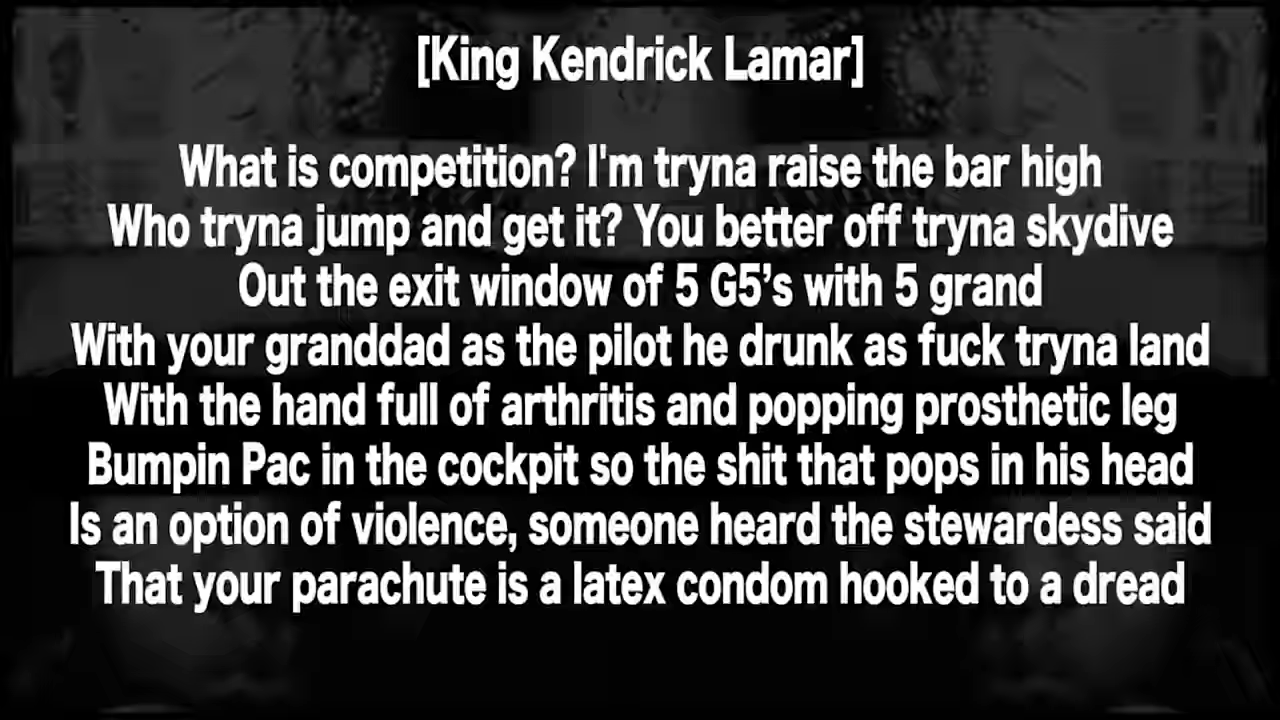 [King Kendrick Lamar]
What is competition? I'm tryna raise the bar high
Who tryna jump and get it? You better off tryna skydive
Out the exit window of 5 G5’s with 5 grand
With your granddad as the pilot he drunk as fuck tryna land
With the hand full of arthritis and popping prosthetic leg
Bumpin Pac in the cockpit so the shit that pops in his head
Is an option of violence, someone heard the stewardess said
That your parachute is a latex condom hooked to a dread